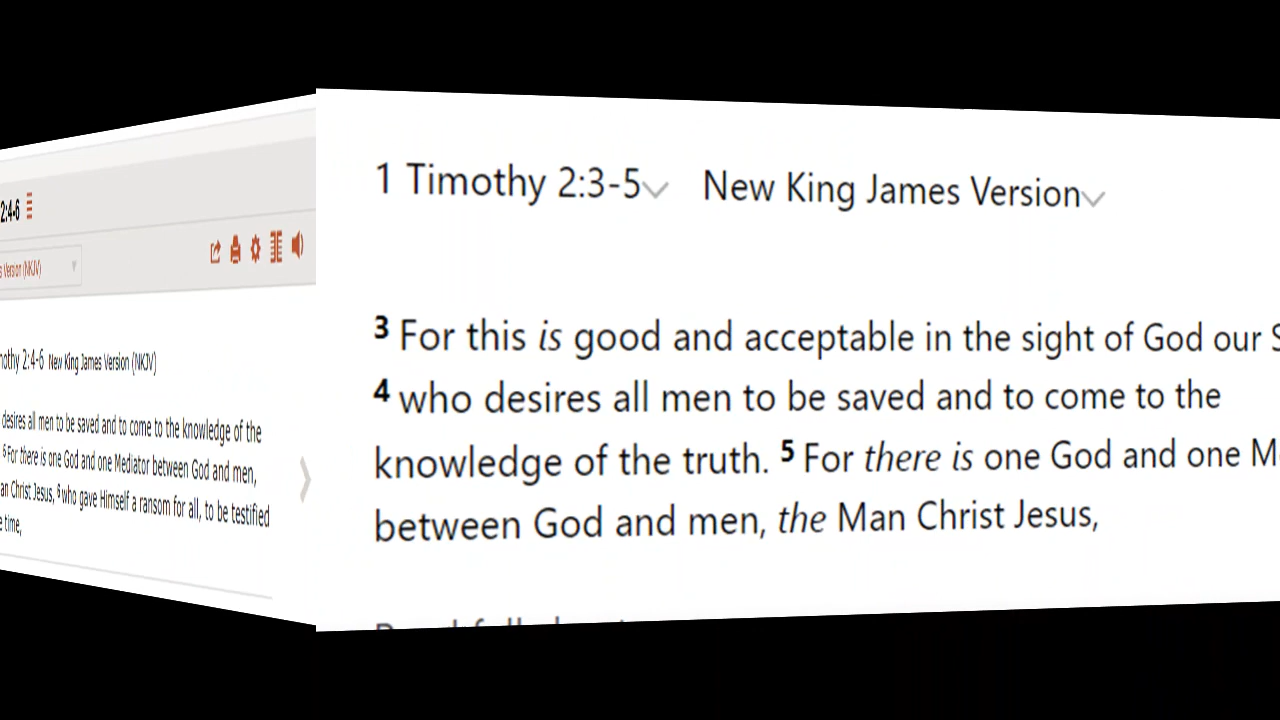 2:4-6
s Version (NKJV)
mothy 2:4-6 New King James Version (NKJV)
desires all men to be saved and to come to the knowledge of the
5 For there is one God and one Mediator between God and men,
an Christ Jesus, 6 who gave Himself a ransom for all, to be testified
time,
1 Timothy 2:3-5 New King James Version
3 For this is good and acceptable in the sight of God our S
4 who desires all men to be saved and to come to the
knowledge of the truth. 5 For there is one God and one M
between God and men, the Man Christ Jesus,